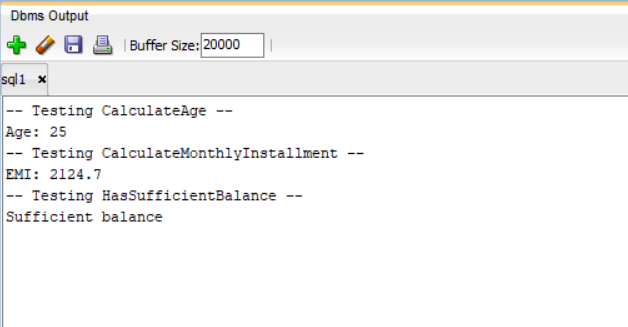 Dbms Output
Buffer Size: 20000
sql1
-- Testing CalculateAge --
Age: 25
-- Testing CalculateMonthlyInstallment --
EMI: 2124.7
-- Testing HasSufficientBalance --
Sufficient balance